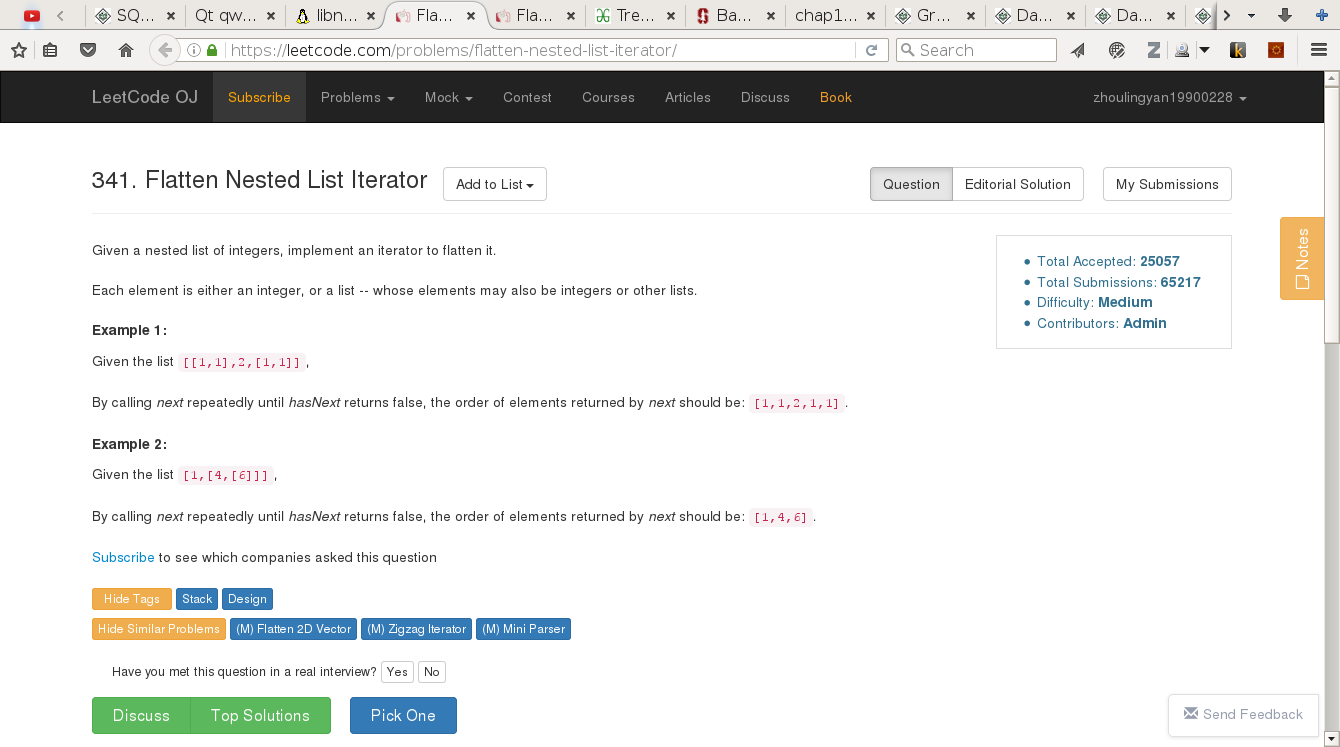 SQ... Qt qw... libn... Fla... Fla... Tre... Ba... chap1... Gr... Da... Da...
https://leetcode.com/problems/flatten-nested-list-iterator/ Search
LeetCode OJ Subscribe Problems Mock Contest Courses Articles Discuss Book zhoulingyan19900228
341. Flatten Nested List Iterator Add to List Question Editorial Solution My Submissions
Notes
Given a nested list of integers, implement an iterator to flatten it.
Each element is either an integer, or a list -- whose elements may also be integers or other lists.
Total Accepted: 25057
Total Submissions: 65217
Difficulty: Medium
Contributors: Admin
Example 1:
Given the list [[1,1],2,[1,1]],
By calling next repeatedly until hasNext returns false, the order of elements returned by next should be: [1,1,2,1,1].
Example 2:
Given the list [1,[4,[6]]],
By calling next repeatedly until hasNext returns false, the order of elements returned by next should be: [1,4,6].
Subscribe to see which companies asked this question
Hide Tags Stack Design
Hide Similar Problems (M) Flatten 2D Vector (M) Zigzag Iterator (M) Mini Parser
Have you met this question in a real interview? Yes No
Discuss Top Solutions Pick One
Send Feedback